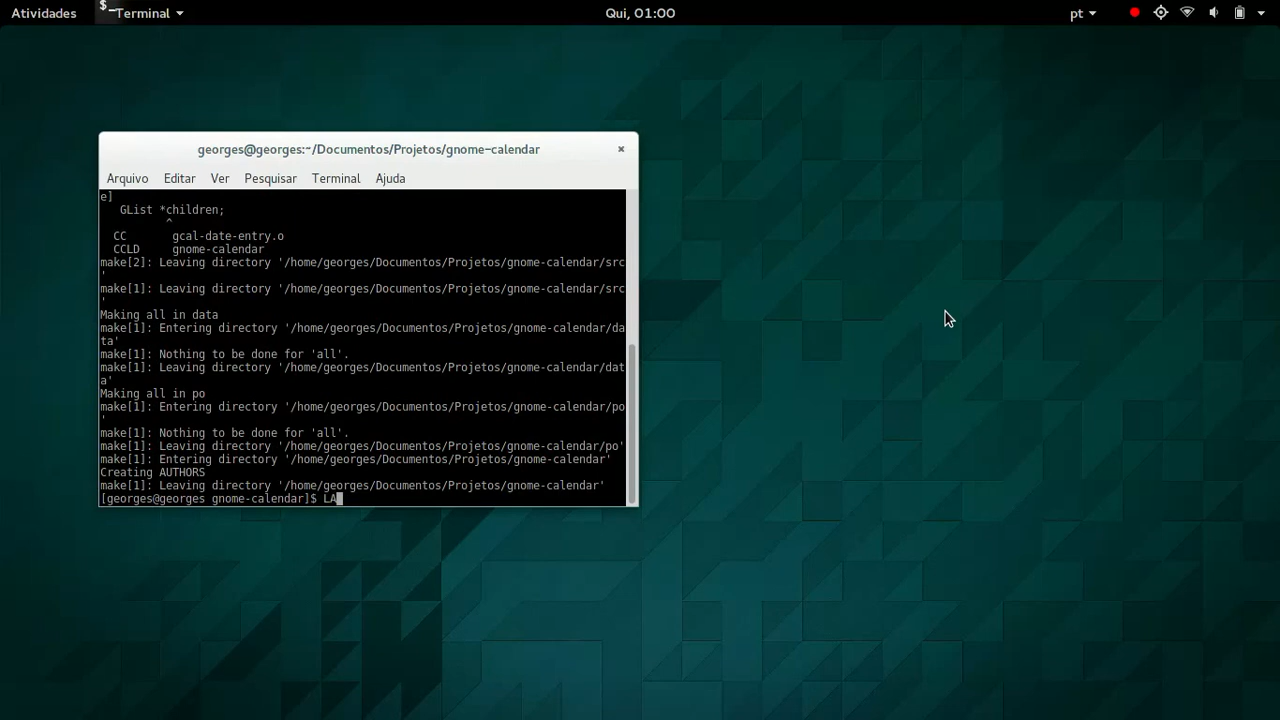 Atividades
$_ Terminal
Qui, 01:00
pt
georges@georges:~/Documentos/Projetos/gnome-calendar
×
Arquivo Editar Ver Pesquisar Terminal Ajuda
e]
GList *children;
^
CC gcal-date-entry.o
CCLD gnome-calendar
make[2]: Leaving directory '/home/georges/Documentos/Projetos/gnome-calendar/src
'
make[1]: Leaving directory '/home/georges/Documentos/Projetos/gnome-calendar/src
'
Making all in data
make[1]: Entering directory '/home/georges/Documentos/Projetos/gnome-calendar/da
ta'
make[1]: Nothing to be done for 'all'.
make[1]: Leaving directory '/home/georges/Documentos/Projetos/gnome-calendar/dat
a'
Making all in po
make[1]: Entering directory '/home/georges/Documentos/Projetos/gnome-calendar/po
'
make[1]: Nothing to be done for 'all'.
make[1]: Leaving directory '/home/georges/Documentos/Projetos/gnome-calendar/po'
make[1]: Entering directory '/home/georges/Documentos/Projetos/gnome-calendar'
Creating AUTHORS
make[1]: Leaving directory '/home/georges/Documentos/Projetos/gnome-calendar'
[georges@georges gnome-calendar]$ LA